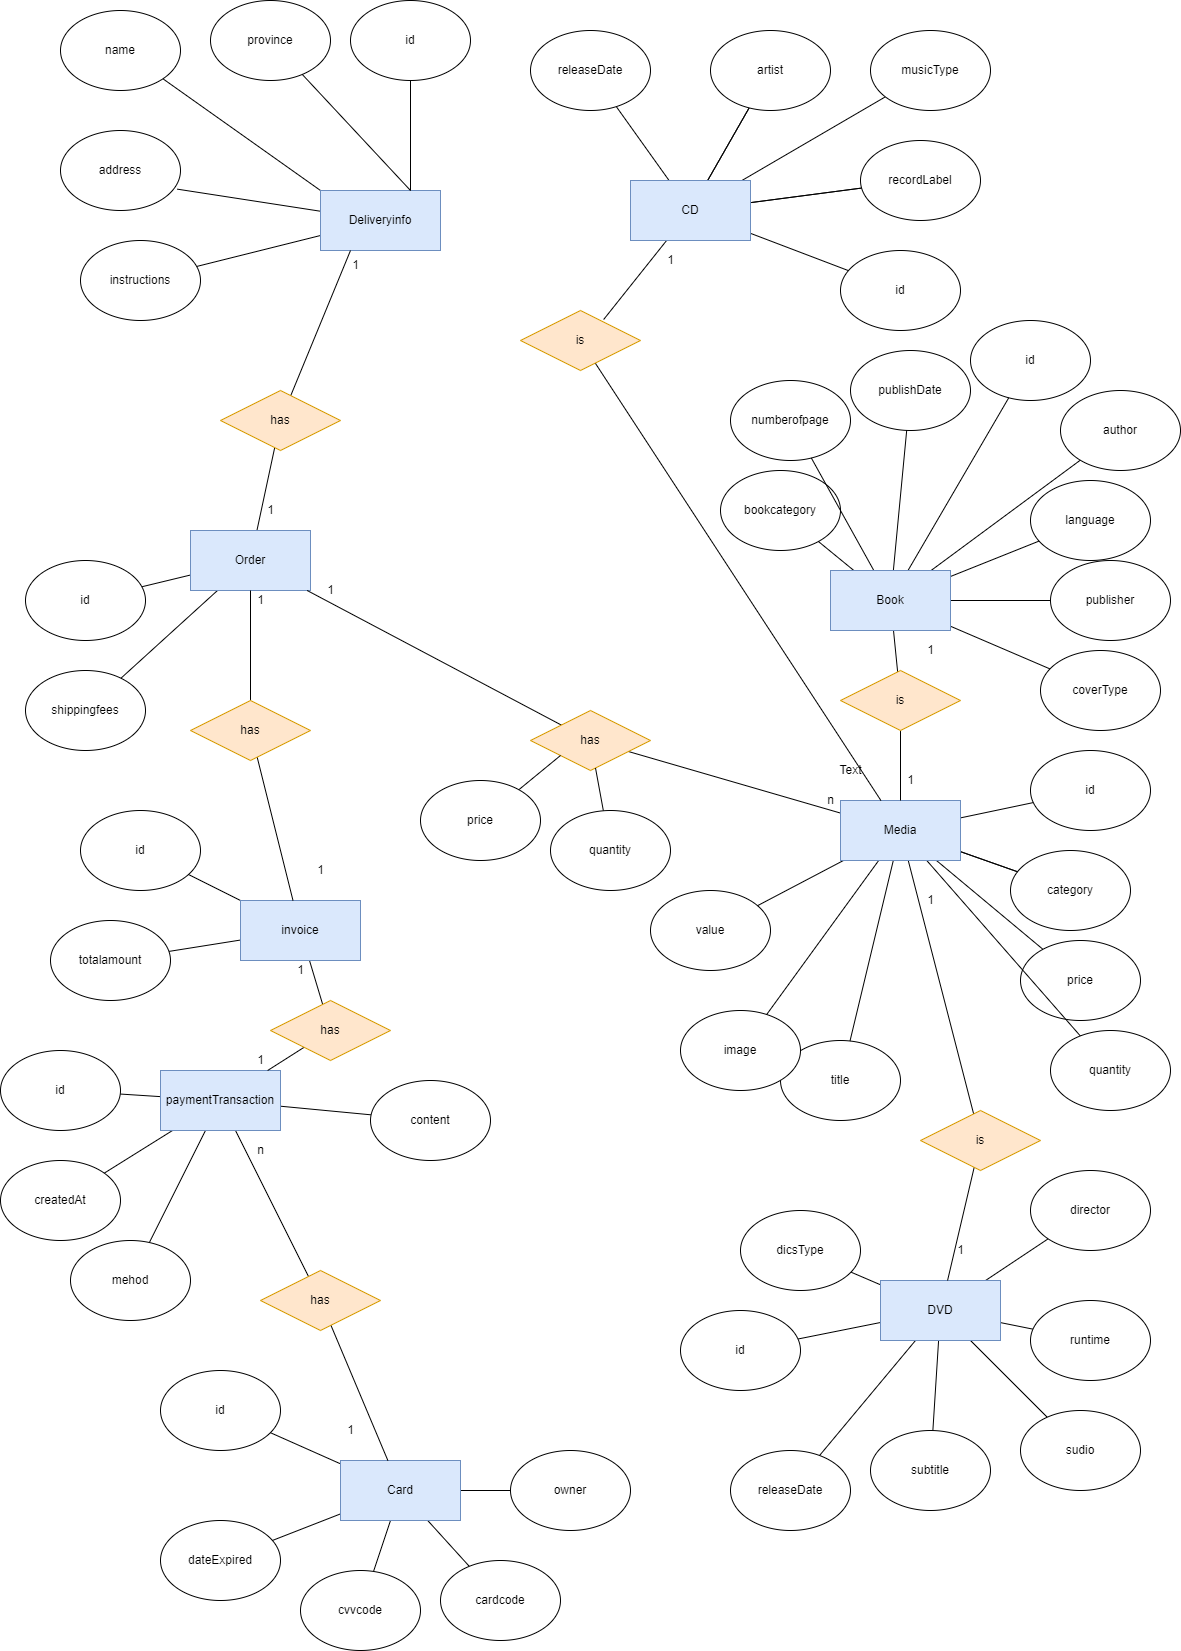 name
province
id
releaseDate
artist
musicType
address
recordLabel
CD
Deliveryinfo
instructions
1
1
id
is
id
publishDate
numberofpage
has
author
bookcategory
language
1
Order
id
1
1
Book
publisher
1
coverType
shippingfees
is
has
has
Text
1
id
n
price
Media
quantity
id
1
category
1
value
invoice
totalamount
1
price
has
image
1
id
title
quantity
paymentTransaction
content
n
is
createdAt
director
mehod
dicsType
1
has
DVD
id
runtime
id
1
sudio
subtitle
releaseDate
Card
owner
dateExpired
cvvcode
cardcode